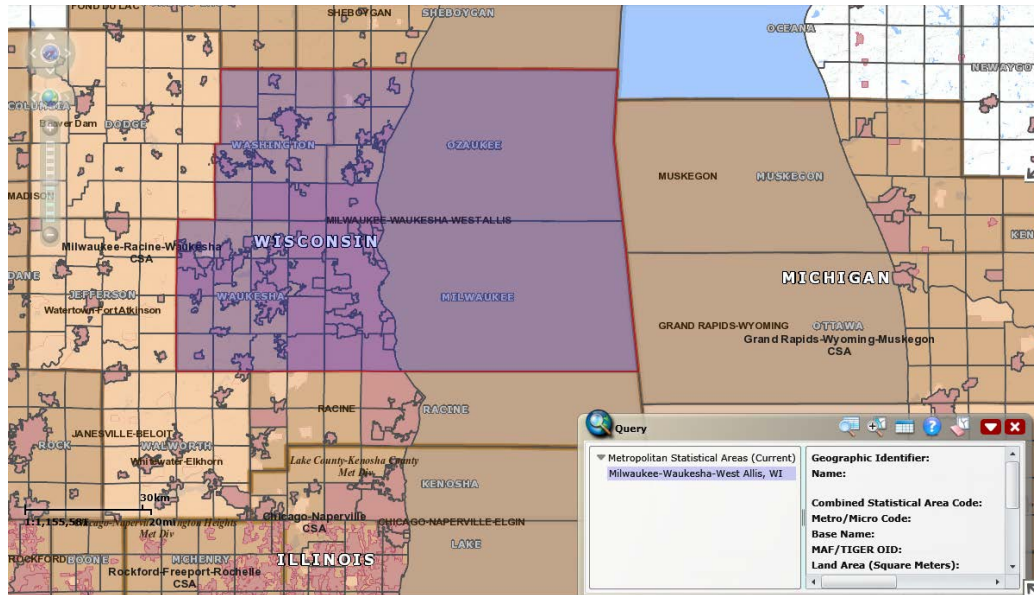 FOND DU LAC
SHEBOYGAN
SHEBOYGAN
OCEANA
NEWAYGO
COLUMBIA
Beaver Dam
DODGE
WASHINGTON
OZAUKEE
MUSKEGON
MUSKEGON
MADISON
MILWAUKEE-WAUKESHA-WEST ALLIS
KEN
WISCONSIN
Milwaukee-Racine-Waukesha
CSA
DANE
MICHIGAN
JEFFERSON
WAUKESHA
MILWAUKEE
Watertown-Fort Atkinson
GRAND RAPIDS-WYOMING
OTTAWA
Grand Rapids-Wyoming-Muskegon
CSA
RACINE
RACINE
JANESVILLE-BELOIT
ROCK
WALWORTH
Whitewater-Elkhorn
Lake County-Kenosha County
Met Div
KENOSHA
30km
20mi
1:1,155,581
Met Div
Chicago-Naperville
CSA
CHICAGO-NAPERVILLE-ELGIN
LAKE
ROCKFORD
BOONE
MCHENRY
ILLINOIS
Rockford-Freeport-Rochelle
CSA
Query
Metropolitan Statistical Areas (Current)
Milwaukee-Waukesha-West Allis, WI
Geographic Identifier:
Name:
Combined Statistical Area Code:
Metro/Micro Code:
Base Name:
MAF/TIGER OID:
Land Area (Square Meters):